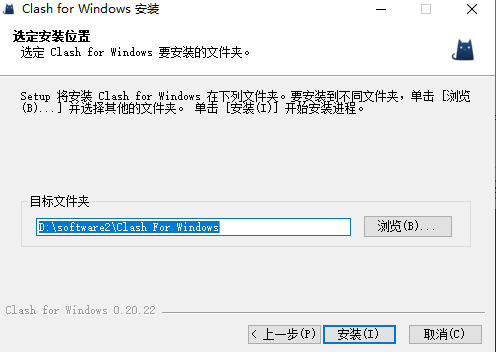 Clash for Windows 安装
选定安装位置
选定 Clash for Windows 要安装的文件夹。
Setup 将安装 Clash for Windows 在下列文件夹。要安装到不同文件夹，单击 [浏览
(B)...] 并选择其他的文件夹。 单击 [安装(I)] 开始安装进程。
目标文件夹
D:\software2\Clash For Windows
浏览(B)...
Clash for Windows 0.20.22
< 上一步(P)
安装(I)
取消(C)